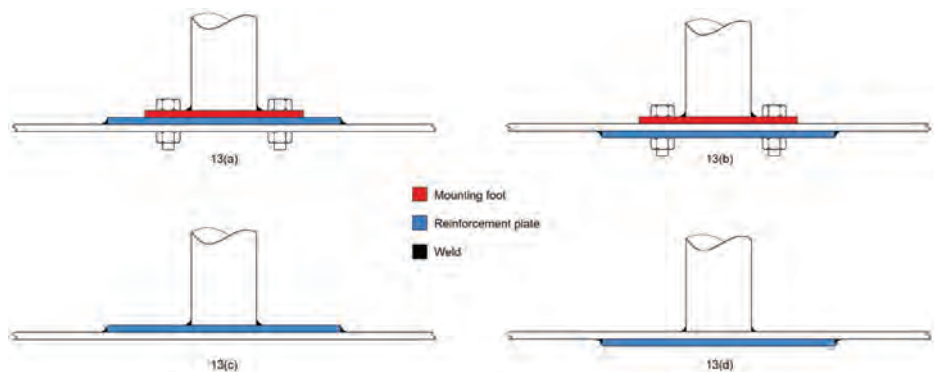 13(a)
13(b)
Mounting foot
Reinforcement plate
Weld
13(c)
13(d)